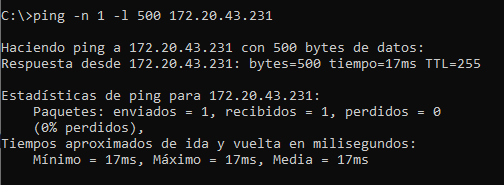 C:\>ping -n 1 -l 500 172.20.43.231
Haciendo ping a 172.20.43.231 con 500 bytes de datos:
Respuesta desde 172.20.43.231: bytes=500 tiempo=17ms TTL=255
Estadísticas de ping para 172.20.43.231:
Paquetes: enviados = 1, recibidos = 1, perdidos = 0
(0% perdidos),
Tiempos aproximados de ida y vuelta en milisegundos:
Mínimo = 17ms, Máximo = 17ms, Media = 17ms